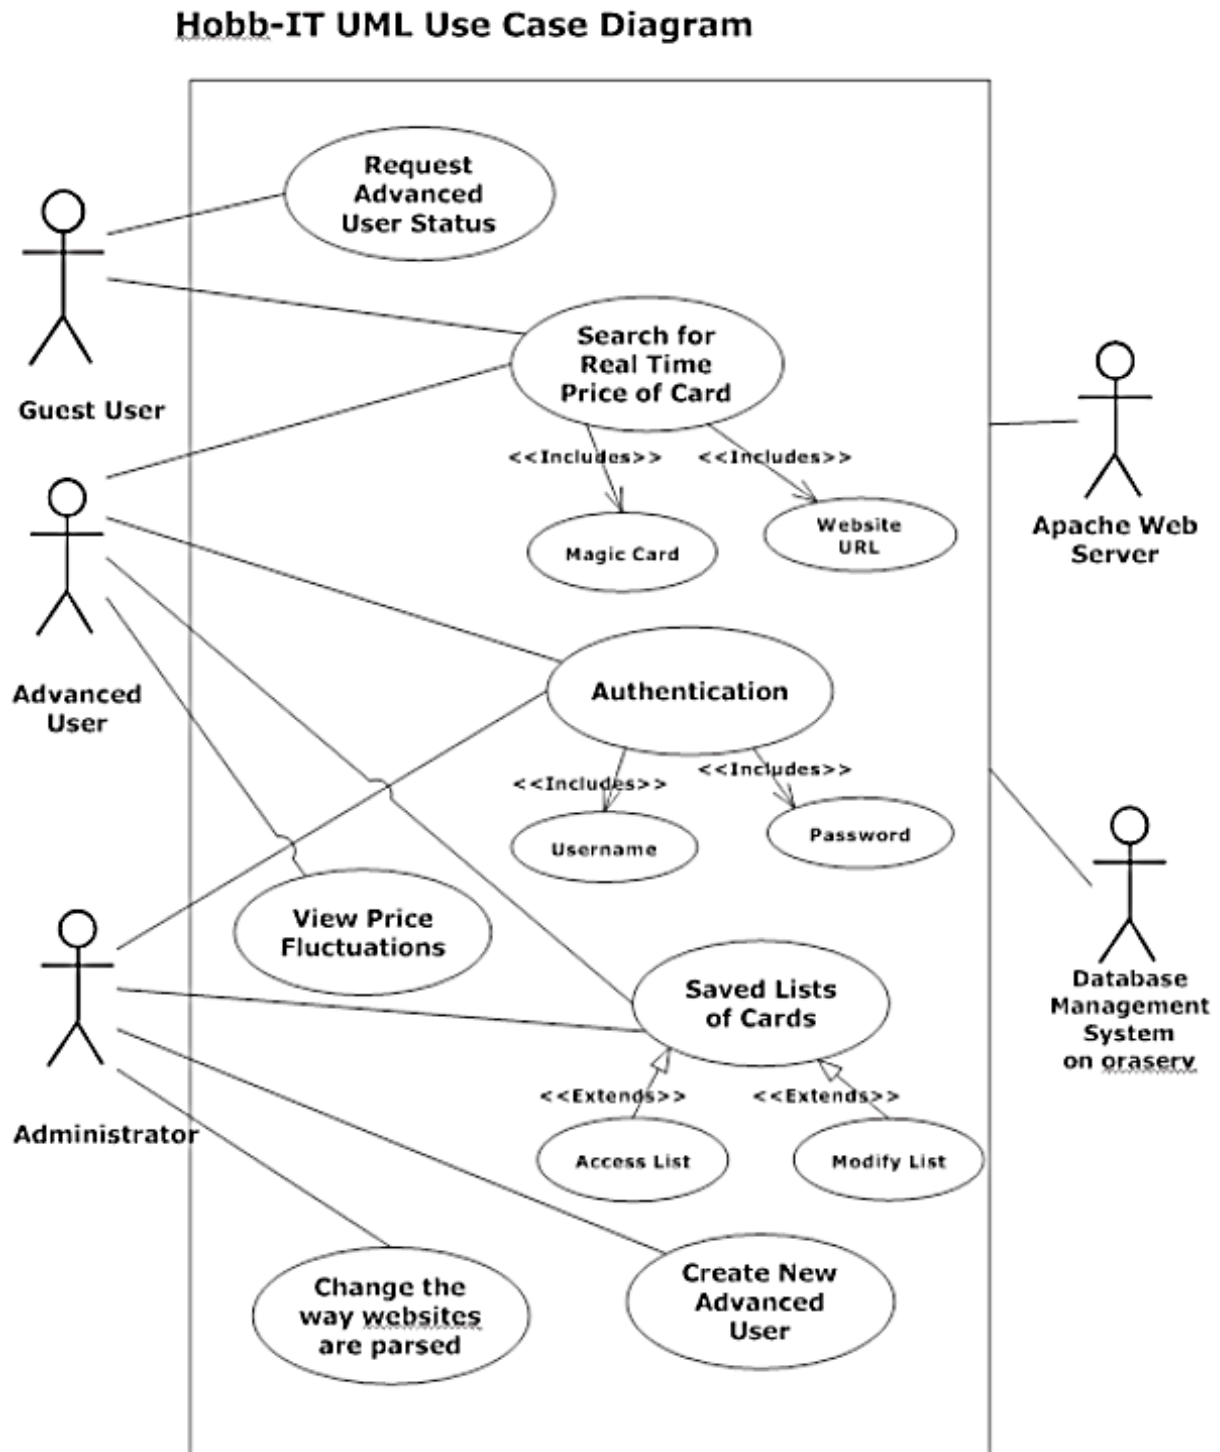 Hobb-IT UML Use Case Diagram
Request
Advanced
User Status
Guest User
Search for
Real Time
Price of Card
<<Includes>>
<<Includes>>
Magic Card
Website
URL
Apache Web
Server
Advanced
User
Authentication
<<Includes>>
<<Includes>>
Username
Password
View Price
Fluctuations
Saved Lists
of Cards
Database
Management
System
on oraserv
<<Extends>>
<<Extends>>
Administrator
Access List
Modify List
Change the
way websites
are parsed
Create New
Advanced
User